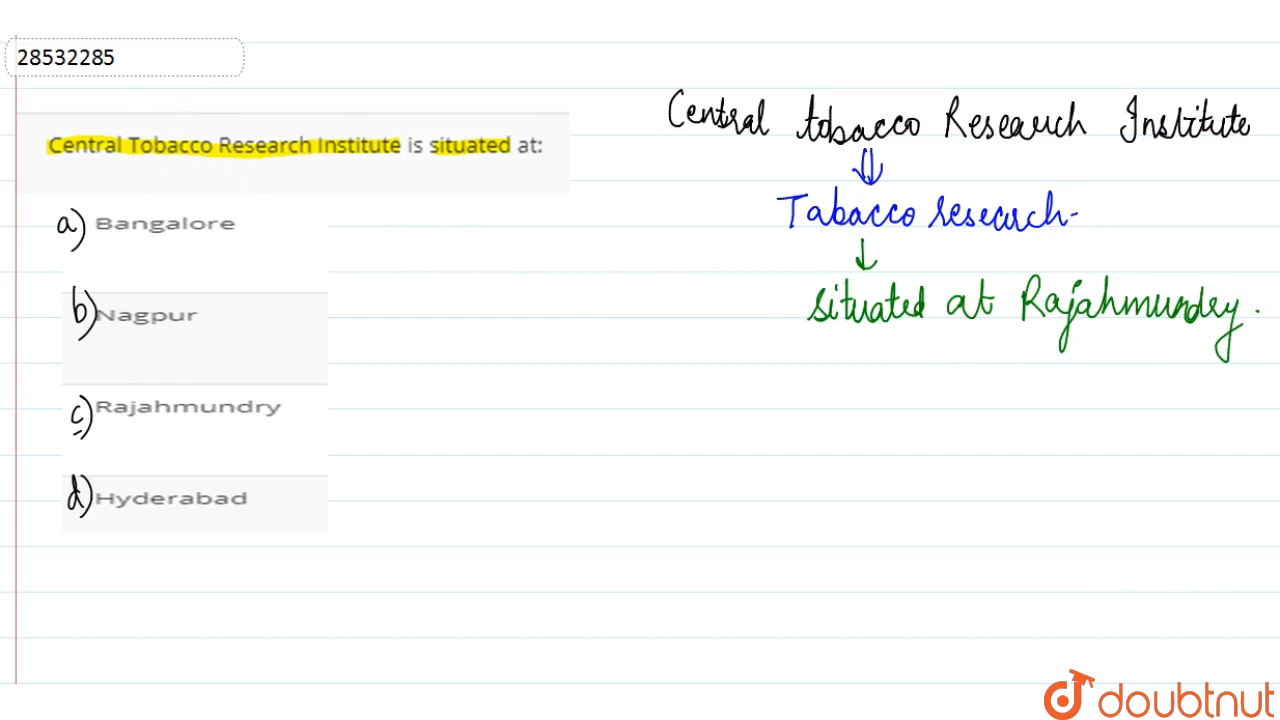 28532285
Central Tobacco Research Institute is situated at:
a) Bangalore
b) Nagpur
c) Rajahmundry
d) Hyderabad
Central tobacco Research Institute
Tabacco research
situated at Rajahmundry.
doubtnut